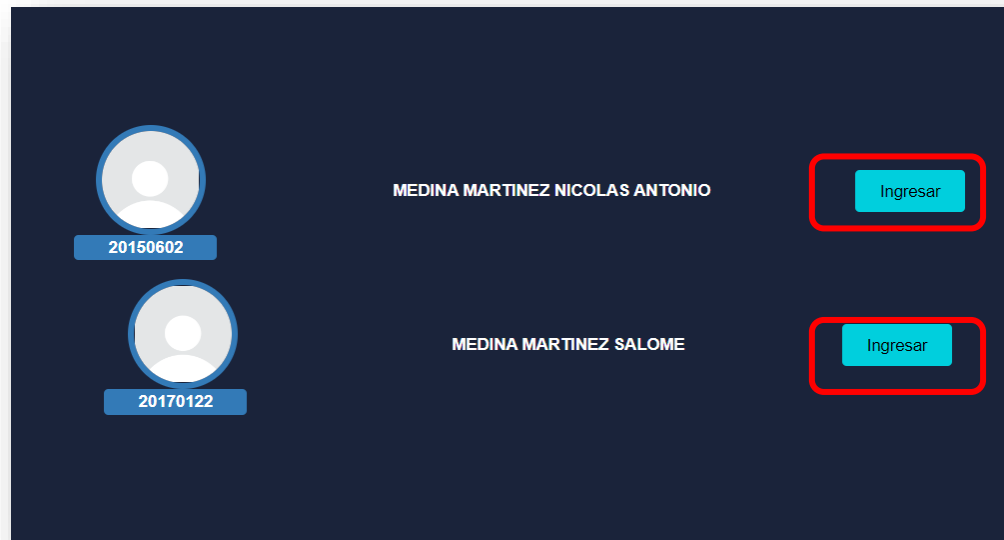 MEDINA MARTINEZ NICOLAS ANTONIO
Ingresar
20150602
MEDINA MARTINEZ SALOME
Ingresar
20170122